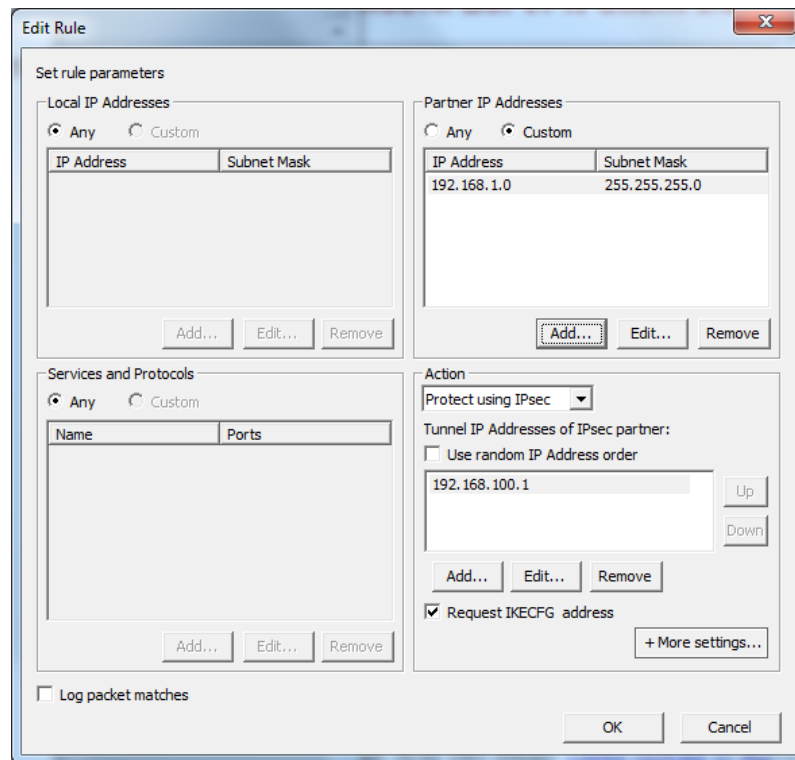 Edit Rule
Set rule parameters
Local IP Addresses
Any Custom
IP Address Subnet Mask
Add... Edit... Remove
Partner IP Addresses
Any Custom
IP Address Subnet Mask
192.168.1.0 255.255.255.0
Add... Edit... Remove
Services and Protocols
Any Custom
Name Ports
Add... Edit... Remove
Action
Protect using IPsec
Tunnel IP Addresses of IPsec partner:
Use random IP Address order
192.168.100.1
Up
Down
Add... Edit... Remove
Request IKECFG address
+More settings...
Log packet matches
OK Cancel